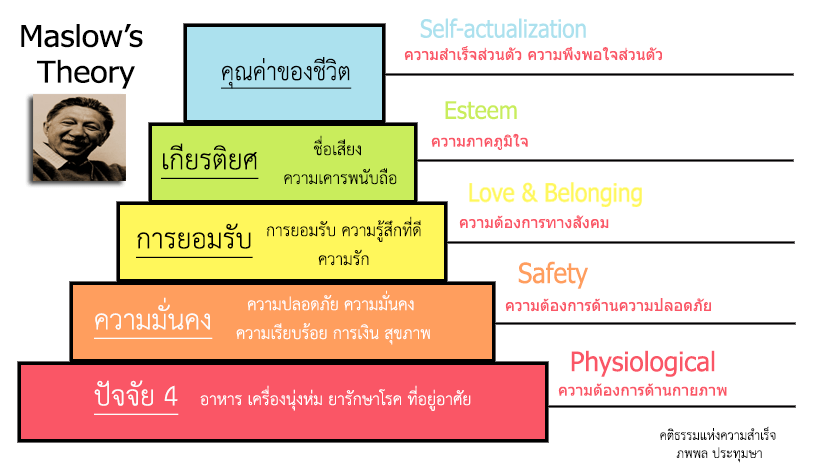 Maslow's
Theory
คุณค่าของชีวิต
Self-actualization
ความสำเร็จส่วนตัว ความพึงพอใจส่วนตัว
เกียรติยศ
ชื่อเสียง
ความเคารพนับถือ
Esteem
ความภาคภูมิใจ
การยอมรับ
การยอมรับ ความรู้สึกที่ดี
ความรัก
Love & Belonging
ความต้องการทางสังคม
ความมั่นคง
ความปลอดภัย ความมั่นคง
ความเรียบร้อย การเงิน สุขภาพ
Safety
ความต้องการด้านความปลอดภัย
ปัจจัย 4
อาหาร เครื่องนุ่งห่ม ยารักษาโรค ที่อยู่อาศัย
Physiological
ความต้องการด้านกายภาพ
คติธรรมแห่งความสำเร็จ
ภพพล ประทุมษา